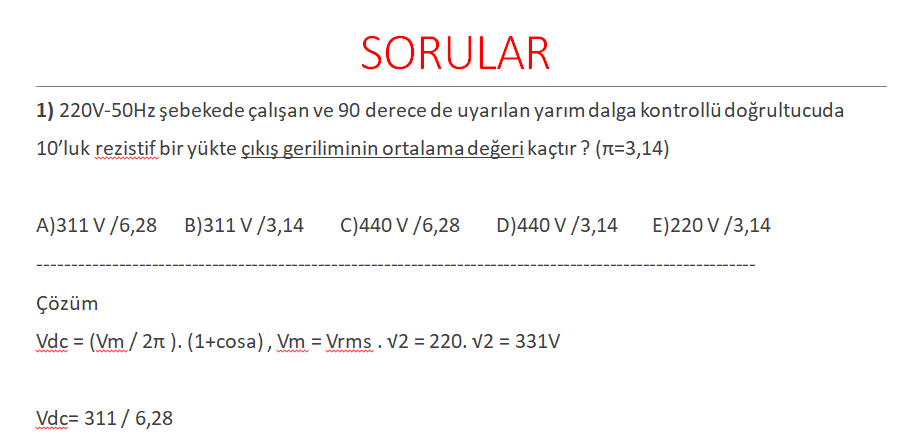 SORULAR
1) 220V-50Hz şebekede çalışan ve 90 derece de uyarılan yarım dalga kontrollü doğrultucuda
10’luk rezistif bir yükte çıkış geriliminin ortalama değeri kaçtır ? (π=3,14)
A)311 V /6,28 B)311 V /3,14 C)440 V /6,28 D)440 V /3,14 E)220 V /3,14
--------------------------------------------------------------------------------------------------------
Çözüm
Vdc = (Vm / 2π ). (1+cosa) , Vm = Vrms . √2 = 220. √2 = 331V
Vdc= 311 / 6,28